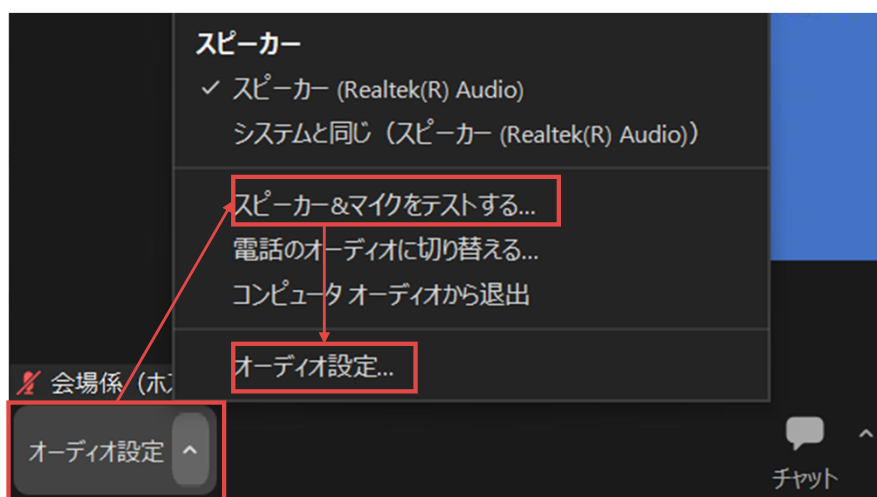 スピーカー
スピーカー (Realtek(R) Audio)
システムと同じ（スピーカー (Realtek(R) Audio)）
スピーカー&マイクをテストする...
電話のオーディオに切り替える...
コンピュータ オーディオから退出
オーディオ設定...
会場係（ホ
オーディオ設定
チャット